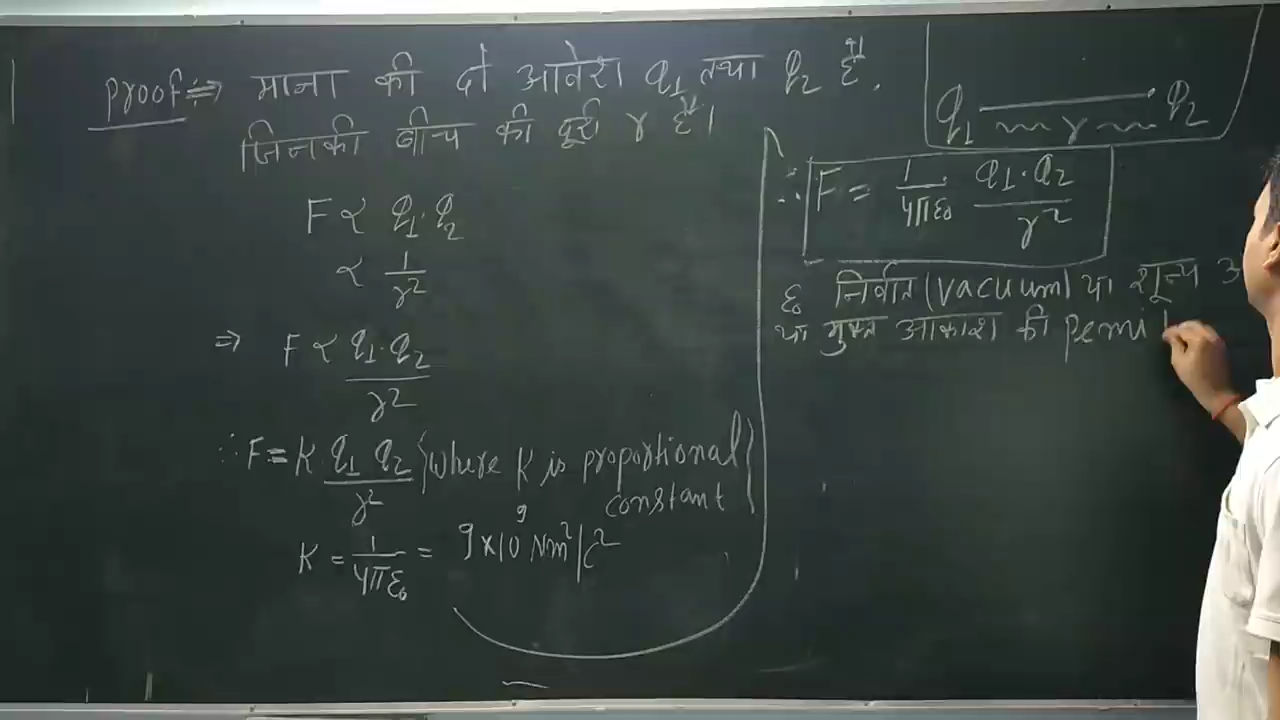 Proof:⇒ माना की दो आवेश q₁ तथा q₂ हैं.
जिनकी बीच की दूरी r हैं।
F ∝ q₁·q₂
∝ 1/r²
⇒ F ∝ q₁·q₂/r²
∴ F = K q₁ q₂/r² {where K is proportional
constant}
K = 1/4πε₀ = 9×10⁹ Nm²/C²
q₁ r q₂
∴ F = 1/4πε₀ q₁·q₂/r²
ε₀ निर्वात (vacuum) या शून्य
या मुक्त आकाश की pemi